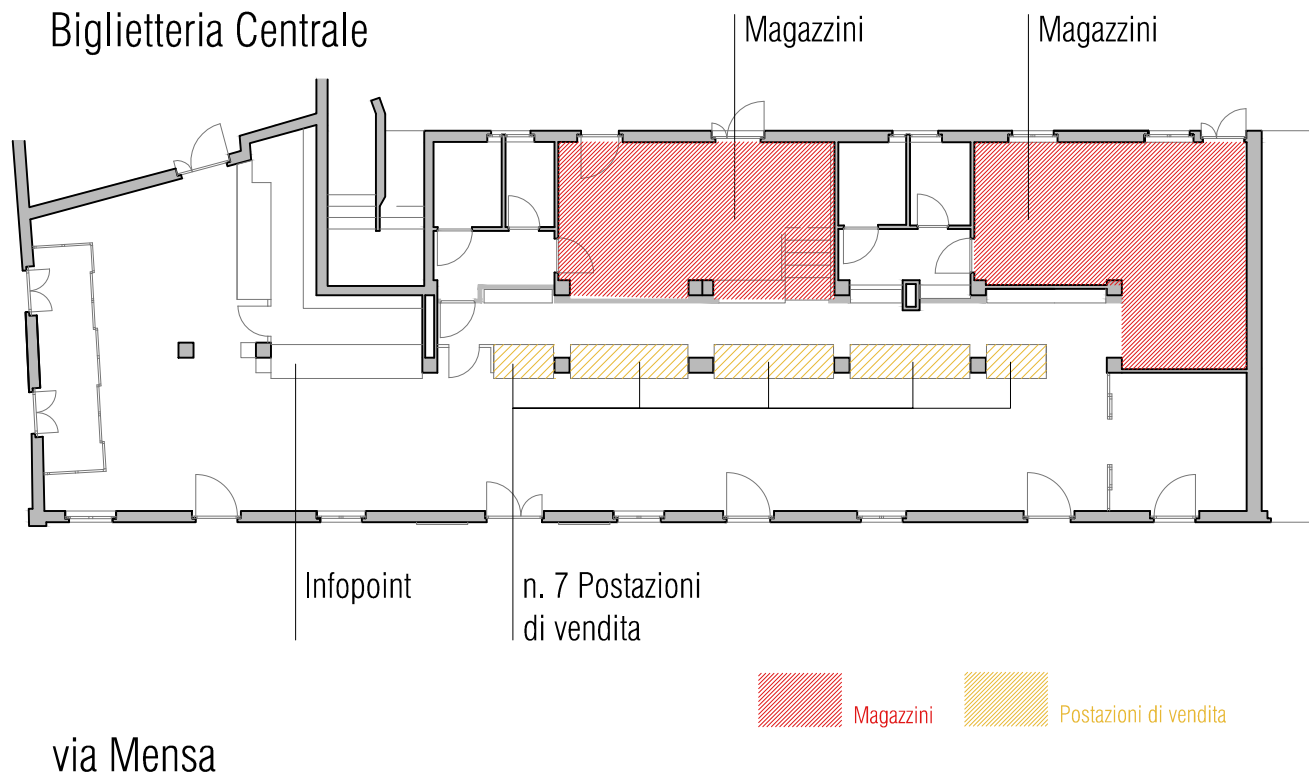 Biglietteria Centrale
Magazzini
Magazzini
Infopoint
n. 7 Postazioni
di vendita
Magazzini
Postazioni di vendita
via Mensa